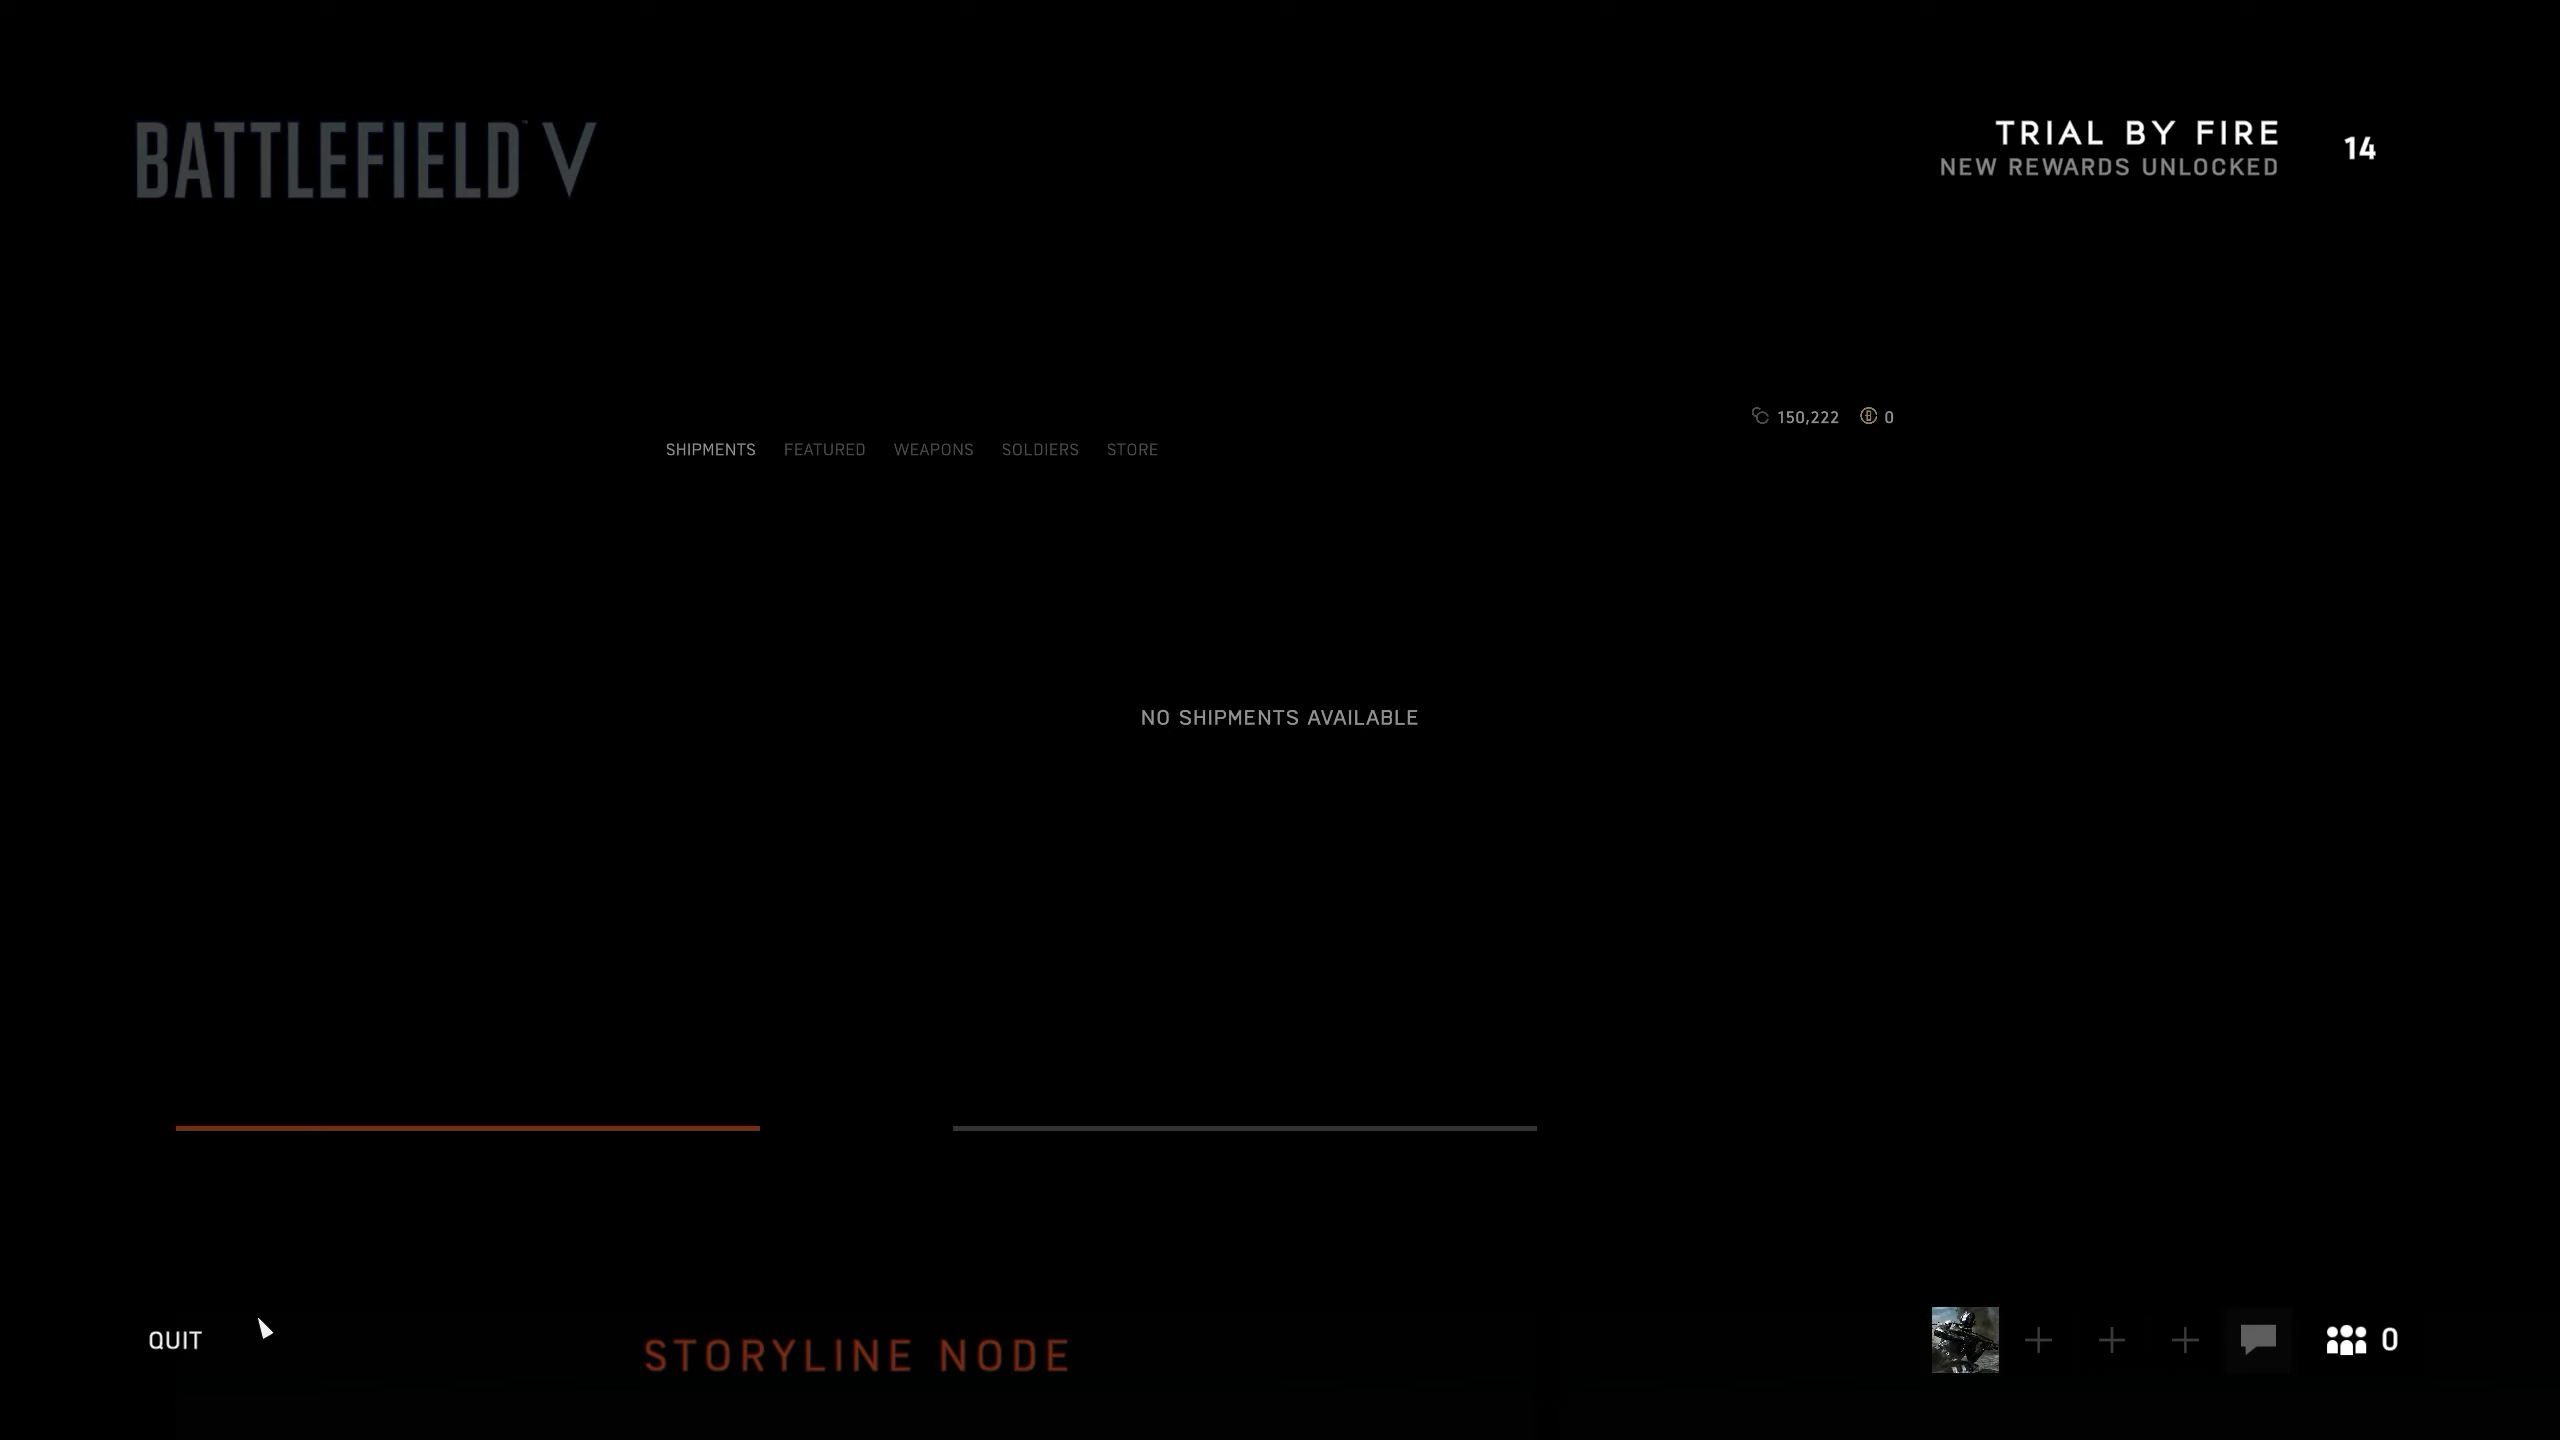 BATTLEFIELD™ V
TRIAL BY FIRE
NEW REWARDS UNLOCKED
14
150,222 0
SHIPMENTS FEATURED WEAPONS SOLDIERS STORE
NO SHIPMENTS AVAILABLE
QUIT
STORYLINE NODE
0